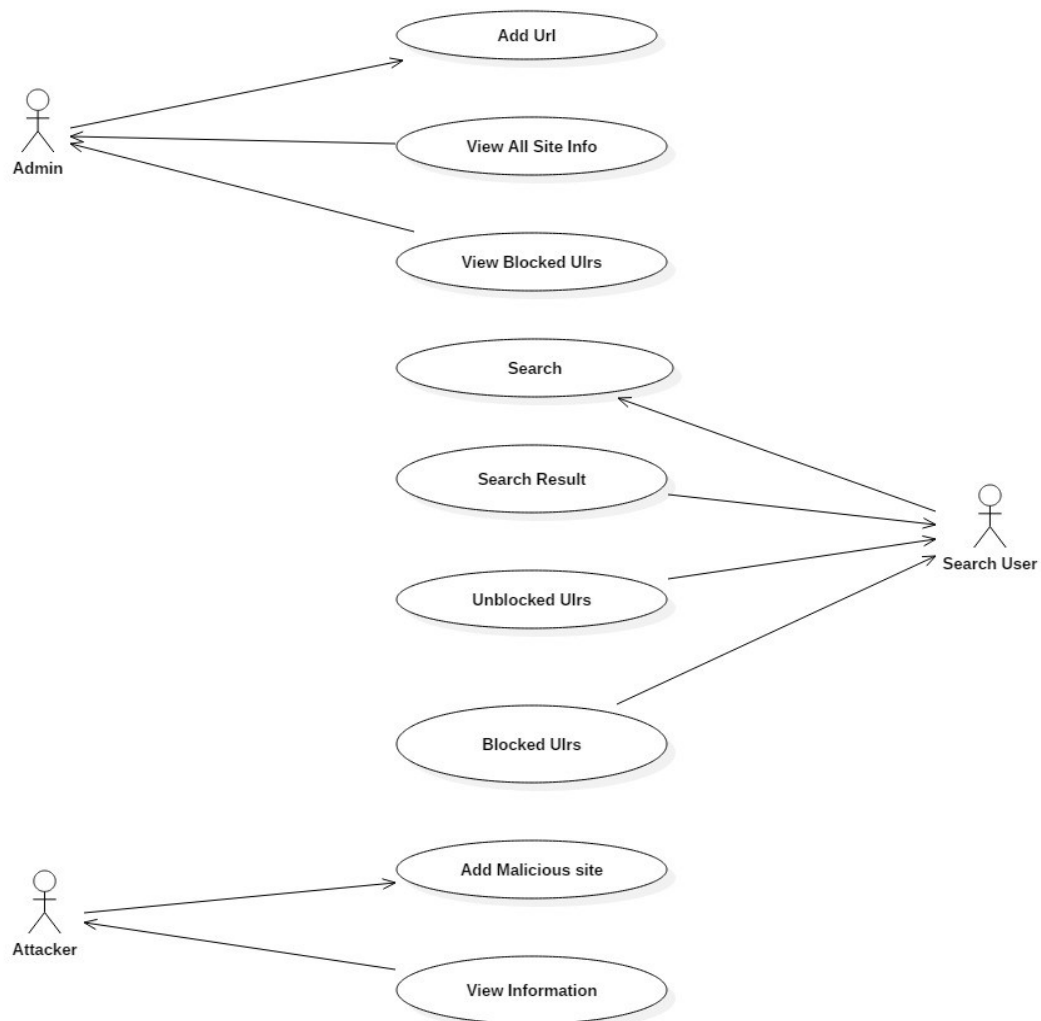 Add Url
Admin
View All Site Info
View Blocked Ulrs
Search
Search Result
Search User
Unblocked Ulrs
Blocked Ulrs
Add Malicious site
Attacker
View Information